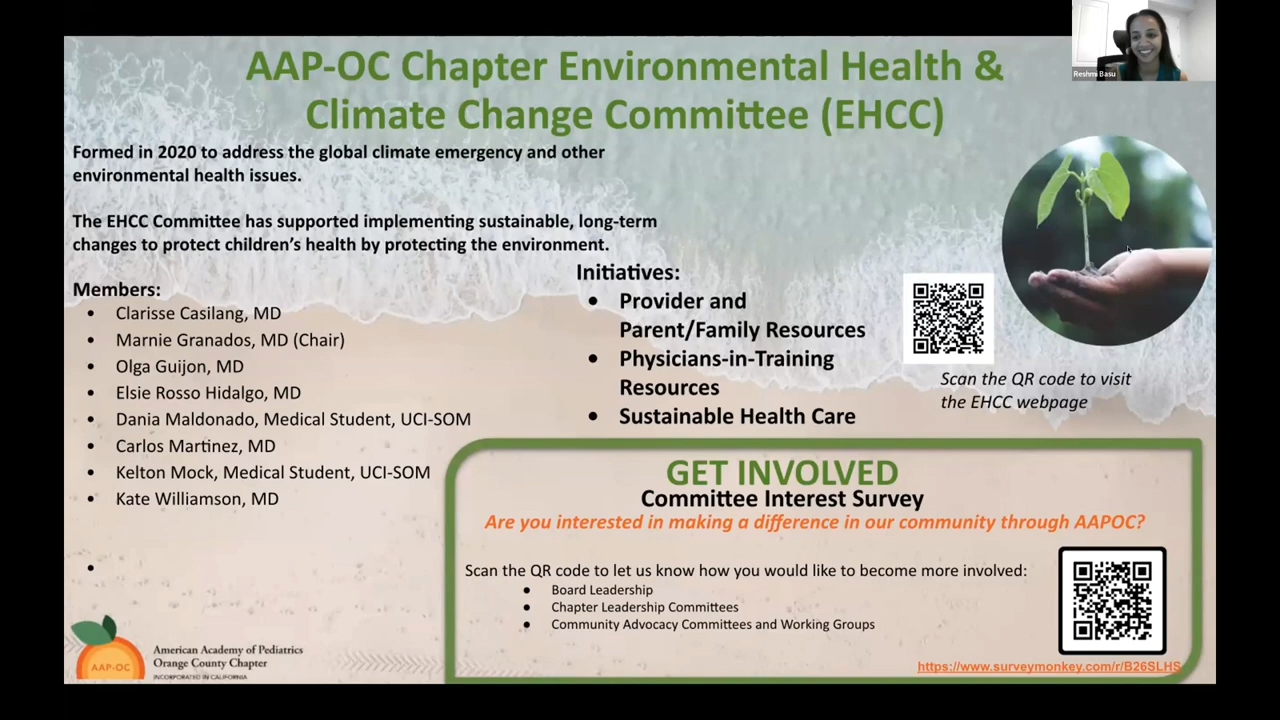 AAP-OC Chapter Environmental Health &
Climate Change Committee (EHCC)
Reshmi Basu
Formed in 2020 to address the global climate emergency and other
environmental health issues.
The EHCC Committee has supported implementing sustainable, long-term
changes to protect children's health by protecting the environment.
Members:
• Clarisse Casilang, MD
• Marnie Granados, MD (Chair)
• Olga Guijon, MD
• Elsie Rosso Hidalgo, MD
• Dania Maldonado, Medical Student, UCI-SOM
• Carlos Martinez, MD
• Kelton Mock, Medical Student, UCI-SOM
• Kate Williamson, MD
•
Initiatives:
• Provider and
Parent/Family Resources
• Physicians-in-Training
Resources
• Sustainable Health Care
Scan the QR code to visit
the EHCC webpage
GET INVOLVED
Committee Interest Survey
Are you interested in making a difference in our community through AAPOC?
Scan the QR code to let us know how you would like to become more involved:
• Board Leadership
• Chapter Leadership Committees
• Community Advocacy Committees and Working Groups
https://www.surveymonkey.com/r/B26SLHS
AAP-OC
American Academy of Pediatrics
Orange County Chapter
INCORPORATED IN CALIFORNIA